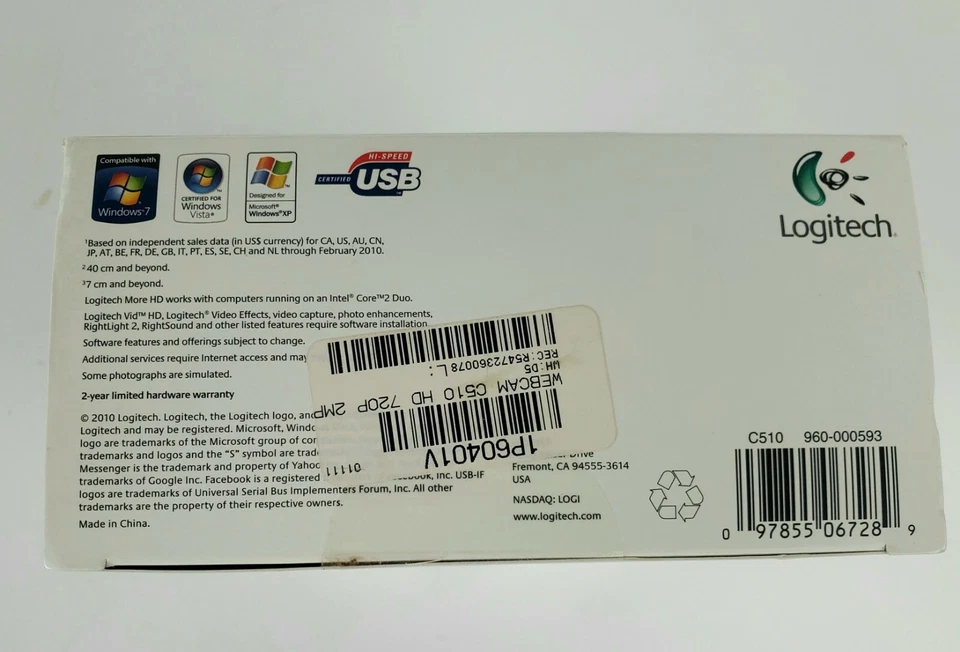 Compatible with
Windows 7
CERTIFIED FOR
Windows
Vista
Designed for
Microsoft®
Windows®XP
HI-SPEED
CERTIFIED USB
Logitech
¹Based on independent sales data (in US$ currency) for CA, US, AU, CN,
JP, AT, BE, FR, DE, GB, IT, PT, ES, SE, CH and NL through February 2010.
²40 cm and beyond.
³7 cm and beyond.
Logitech More HD works with computers running on an Intel® Core™2 Duo.
Logitech Vid™ HD, Logitech® Video Effects, video capture, photo enhancements,
RightLight 2, RightSound and other listed features require software installation.
Software features and offerings subject to change.
Additional services require Internet access and may
Some photographs are simulated.
2-year limited hardware warranty
© 2010 Logitech. Logitech, the Logitech logo, and
Logitech and may be registered. Microsoft, Windo
logo are trademarks of the Microsoft group of co
trademarks and logos and the “S” symbol are trad
Messenger is the trademark and property of Yahoo
trademarks of Google Inc. Facebook is a registered Inc. USB-IF
logos are trademarks of Universal Serial Bus Implementers Forum, Inc. All other
trademarks are the property of their respective owners.
Made in China.
1P60401V
01111
WEBCAM C510 HD 720P 2MP
WH:D5
REC:R5472360078 L:
Drive
Fremont, CA 94555-3614
USA
NASDAQ: LOGI
www.logitech.com
C510 960-000593
0 97855 06728 9